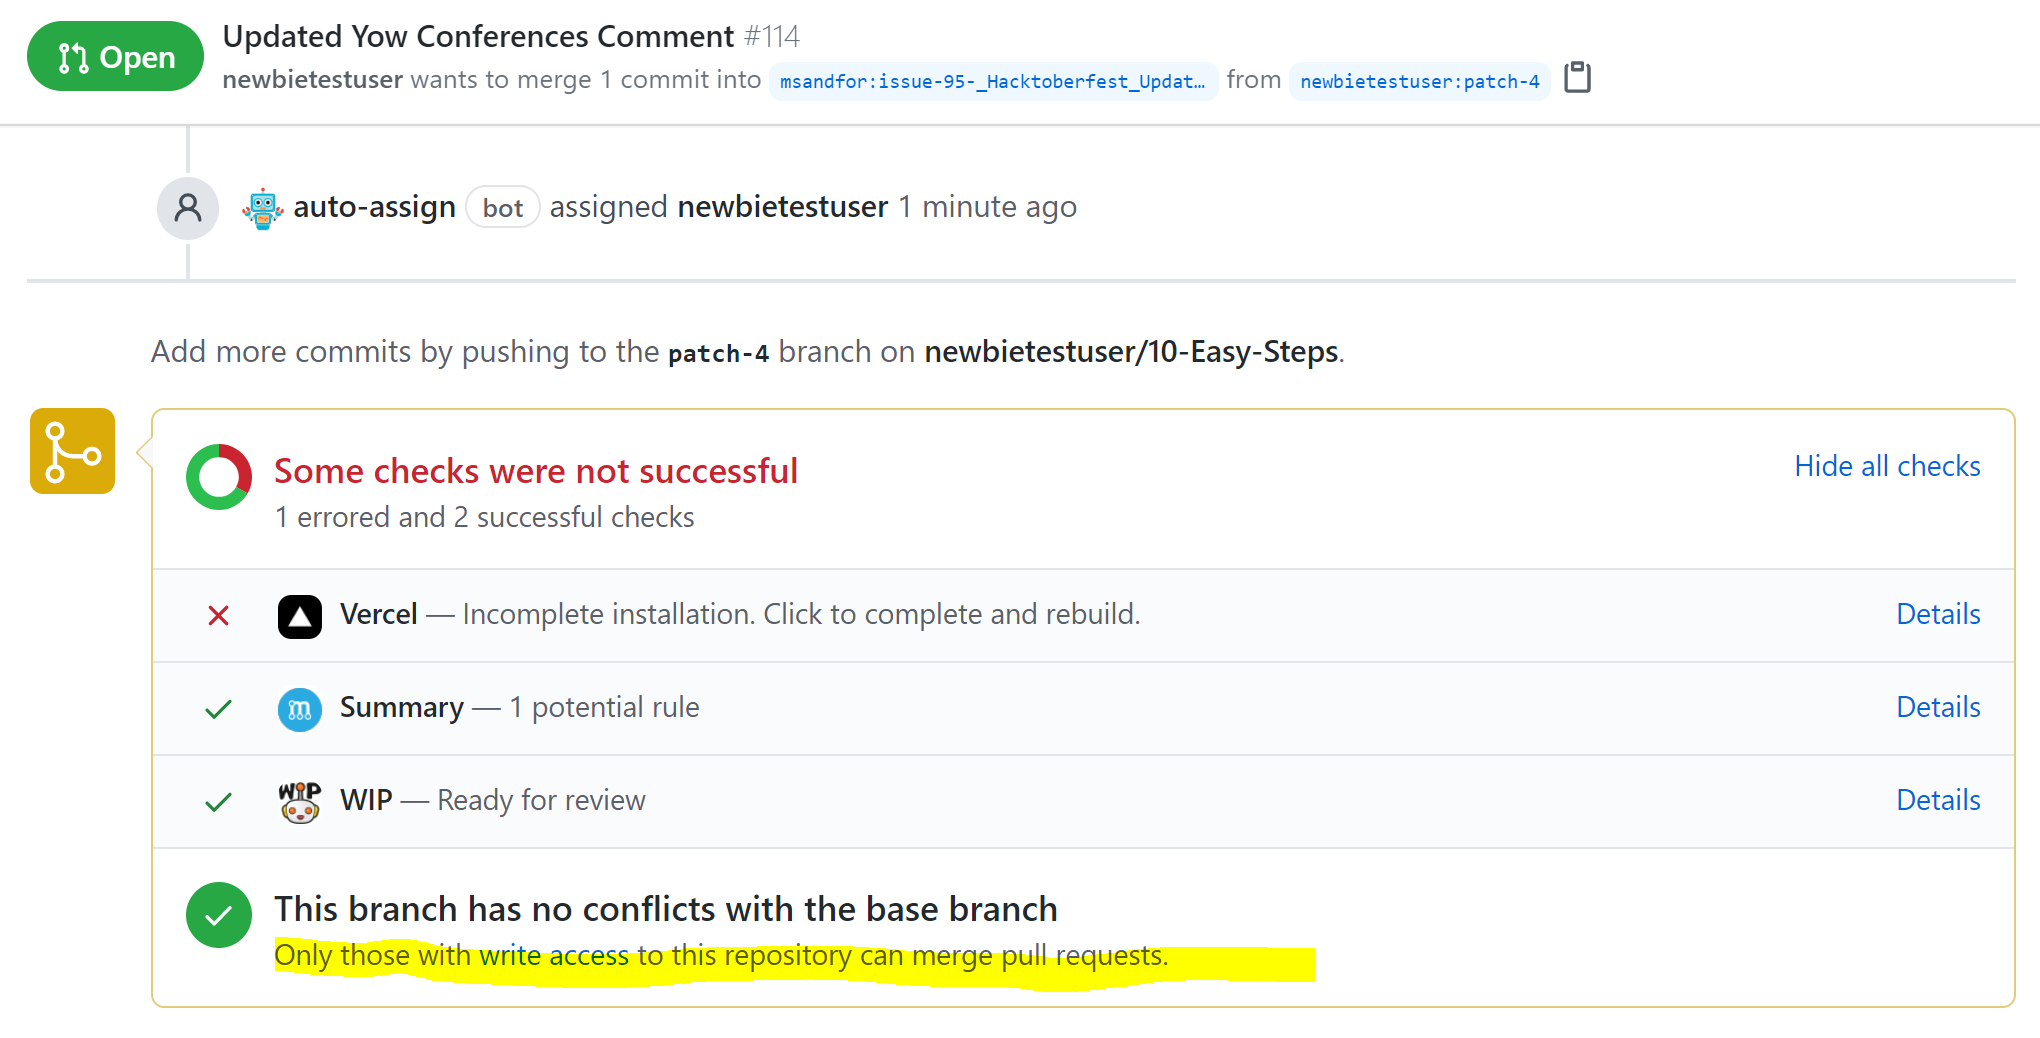 Open
Updated Yow Conferences Comment #114
newbietestuser wants to merge 1 commit into msandfor:issue-95-_Hacktoberfest_Updat… from newbietestuser:patch-4
auto-assign bot assigned newbietestuser 1 minute ago
Add more commits by pushing to the patch-4 branch on newbietestuser/10-Easy-Steps.
Some checks were not successful
Hide all checks
1 errored and 2 successful checks
Vercel — Incomplete installation. Click to complete and rebuild. Details
m Summary — 1 potential rule Details
WIP WIP — Ready for review Details
This branch has no conflicts with the base branch
Only those with write access to this repository can merge pull requests.